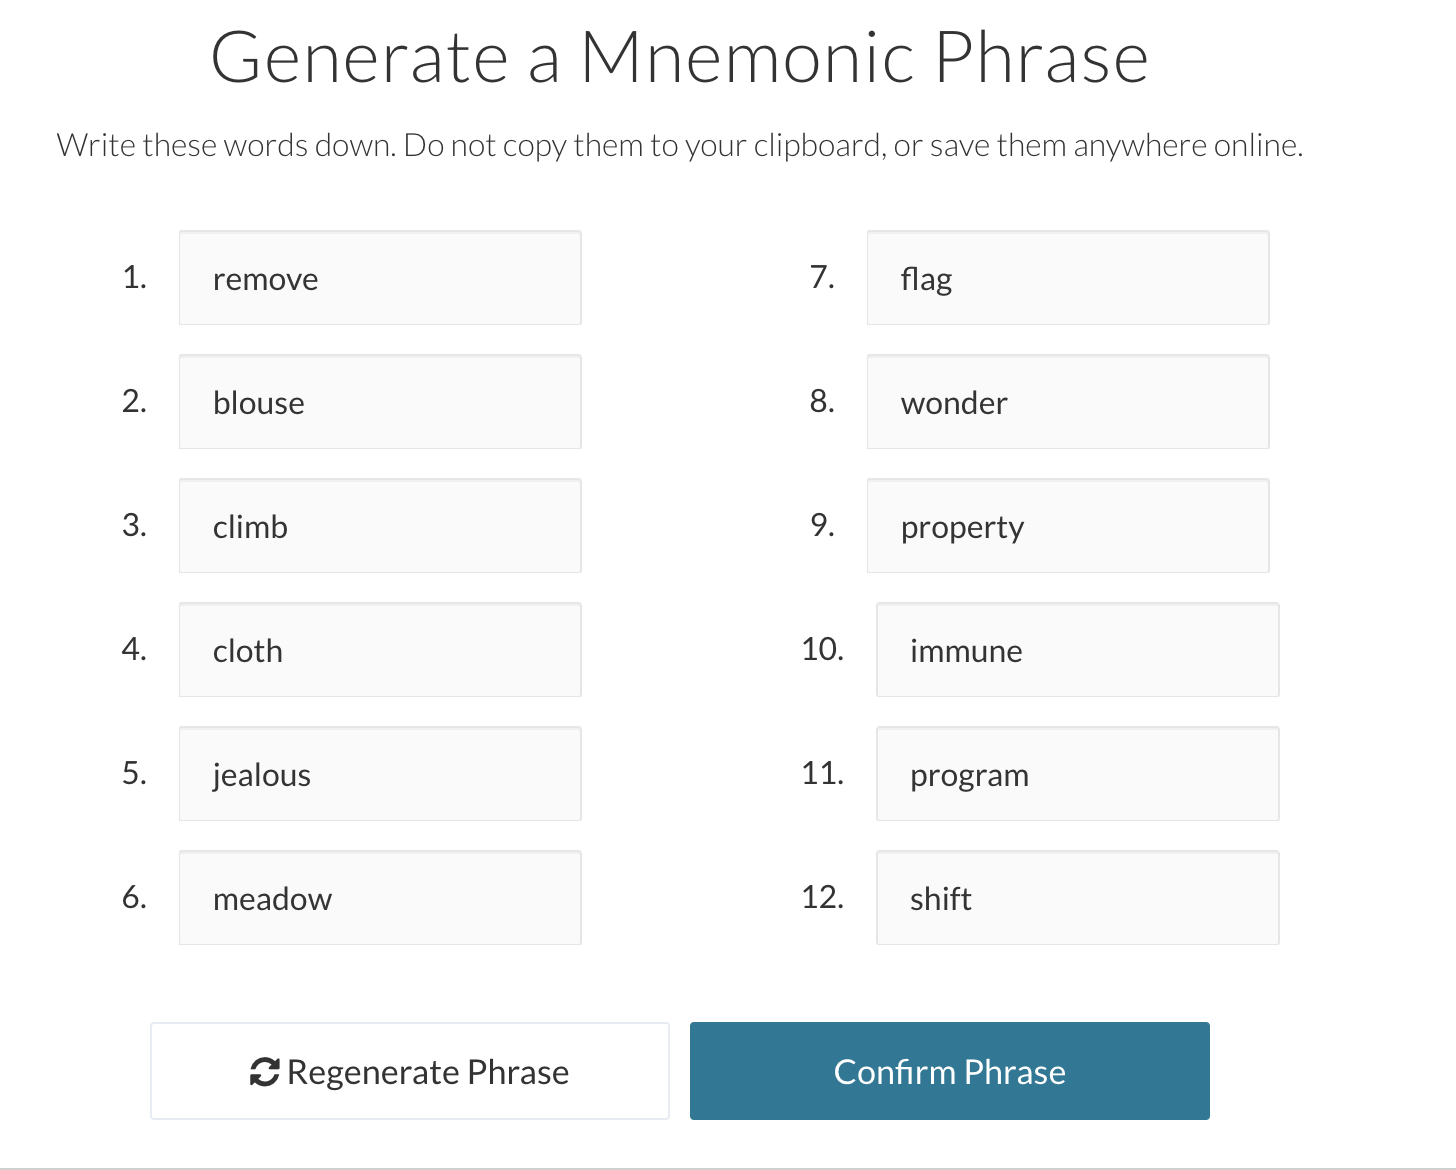 Generate a Mnemonic Phrase
Write these words down. Do not copy them to your clipboard, or save them anywhere online.
1. remove
2. blouse
3. climb
4. cloth
5. jealous
6. meadow
7. flag
8. wonder
9. property
10. immune
11. program
12. shift
Regenerate Phrase
Confirm Phrase